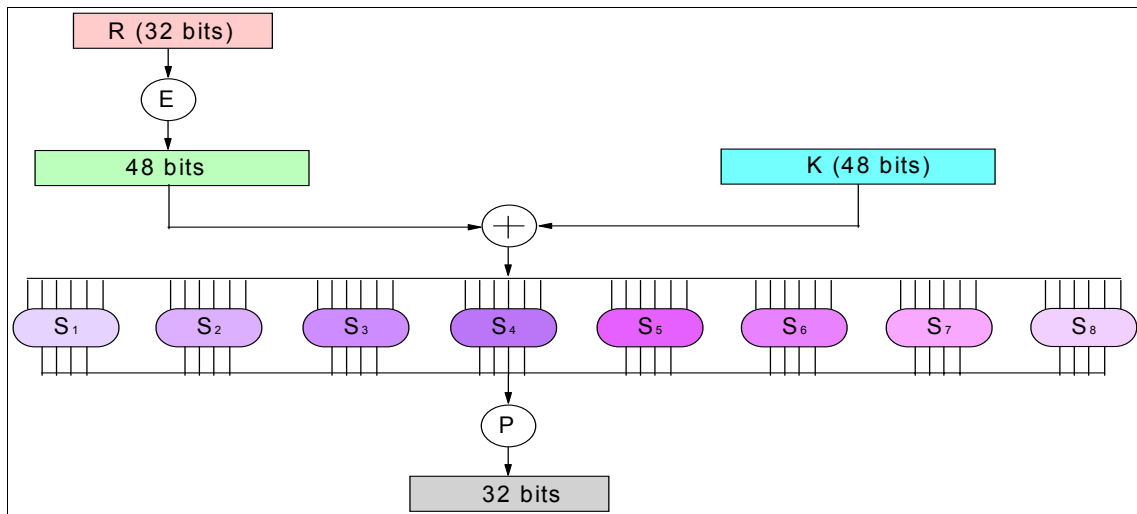 R (32 bits)
E
48 bits
K (48 bits)
+
S1 S2 S3 S4 S5 S6 S7 S8
P
32 bits